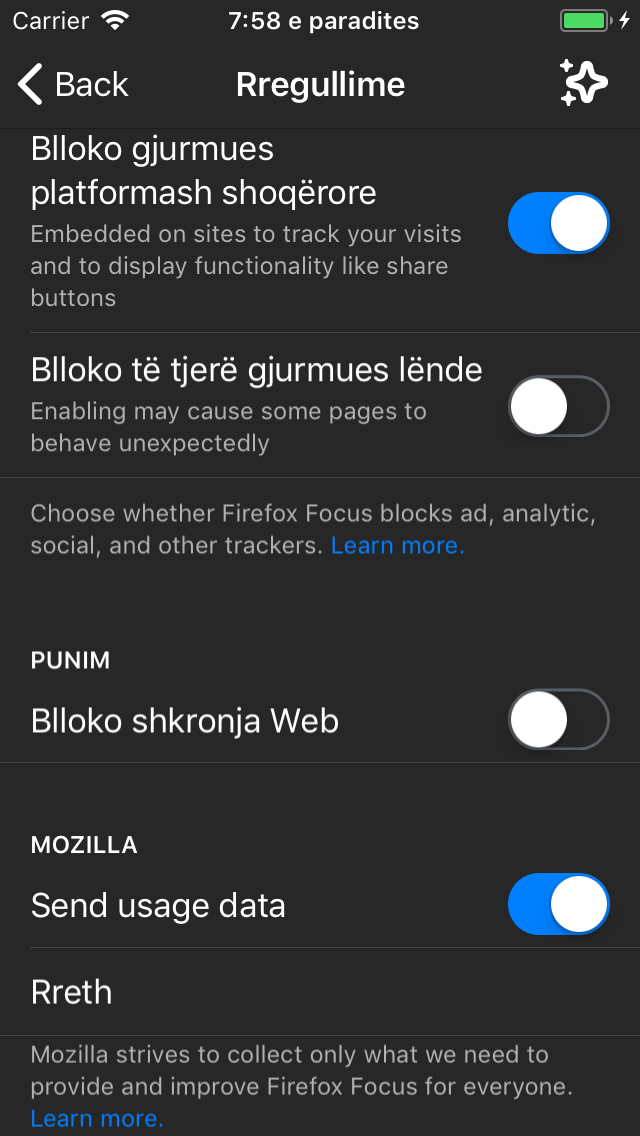 Carrier 7:58 e paradites
Back Rregullime
Blloko gjurmues
platformash shoqërore
Embedded on sites to track your visits
and to display functionality like share
buttons
Blloko të tjerë gjurmues lënde
Enabling may cause some pages to
behave unexpectedly
Choose whether Firefox Focus blocks ad, analytic,
social, and other trackers. Learn more.
PUNIM
Blloko shkronja Web
MOZILLA
Send usage data
Rreth
Mozilla strives to collect only what we need to
provide and improve Firefox Focus for everyone.
Learn more.